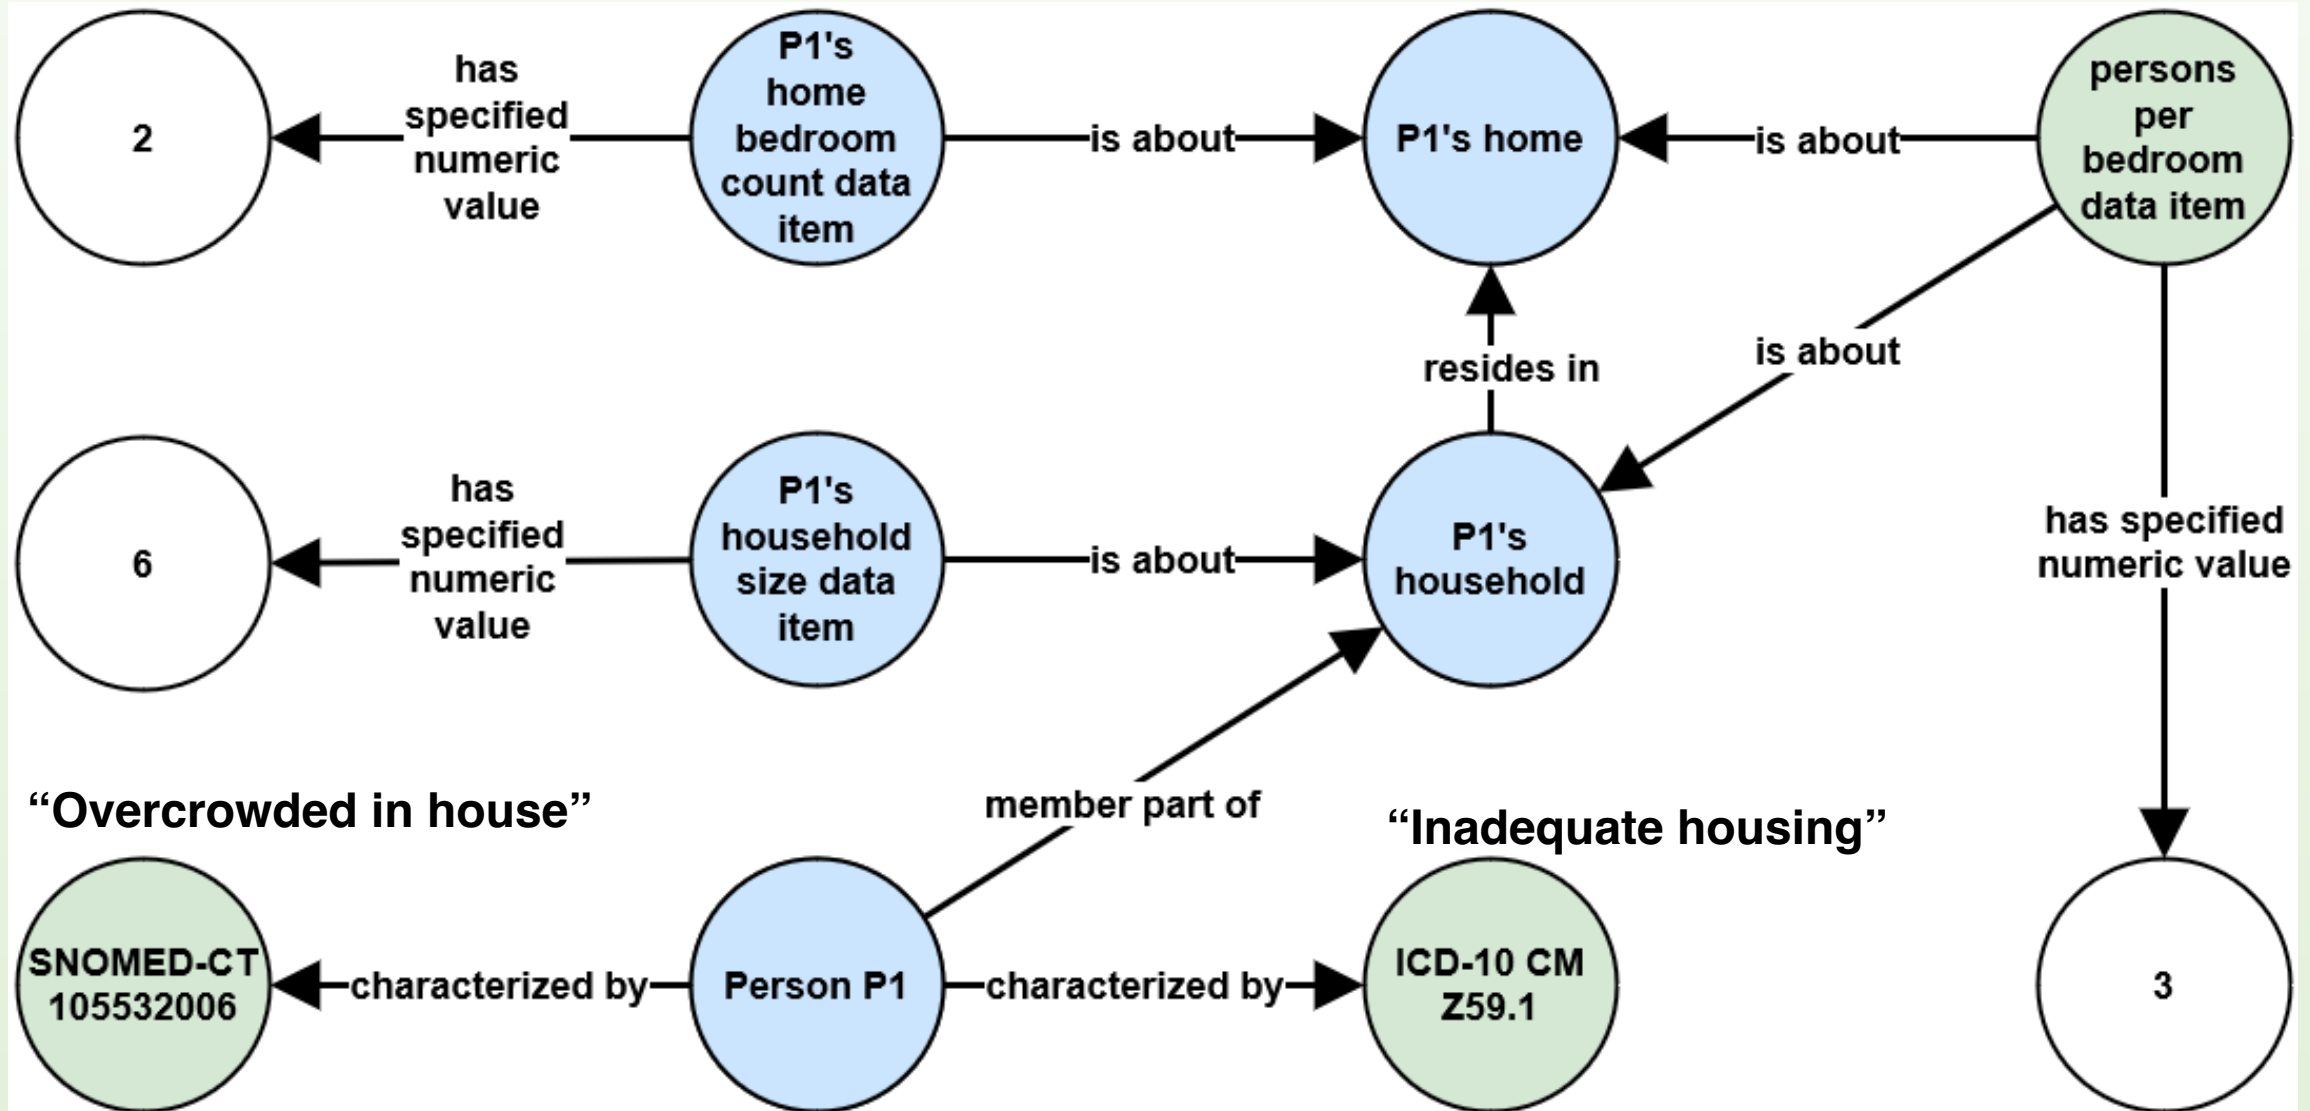 2
has
specified
numeric
value
P1's
home
bedroom
count data
item
is about
P1's home
is about
persons
per
bedroom
data item
resides in
is about
6
has
specified
numeric
value
P1's
household
size data
item
is about
P1's
household
has specified
numeric value
“Overcrowded in house”
member part of
“Inadequate housing”
SNOMED-CT
105532006
characterized by
Person P1
characterized by
ICD-10 CM
Z59.1
3